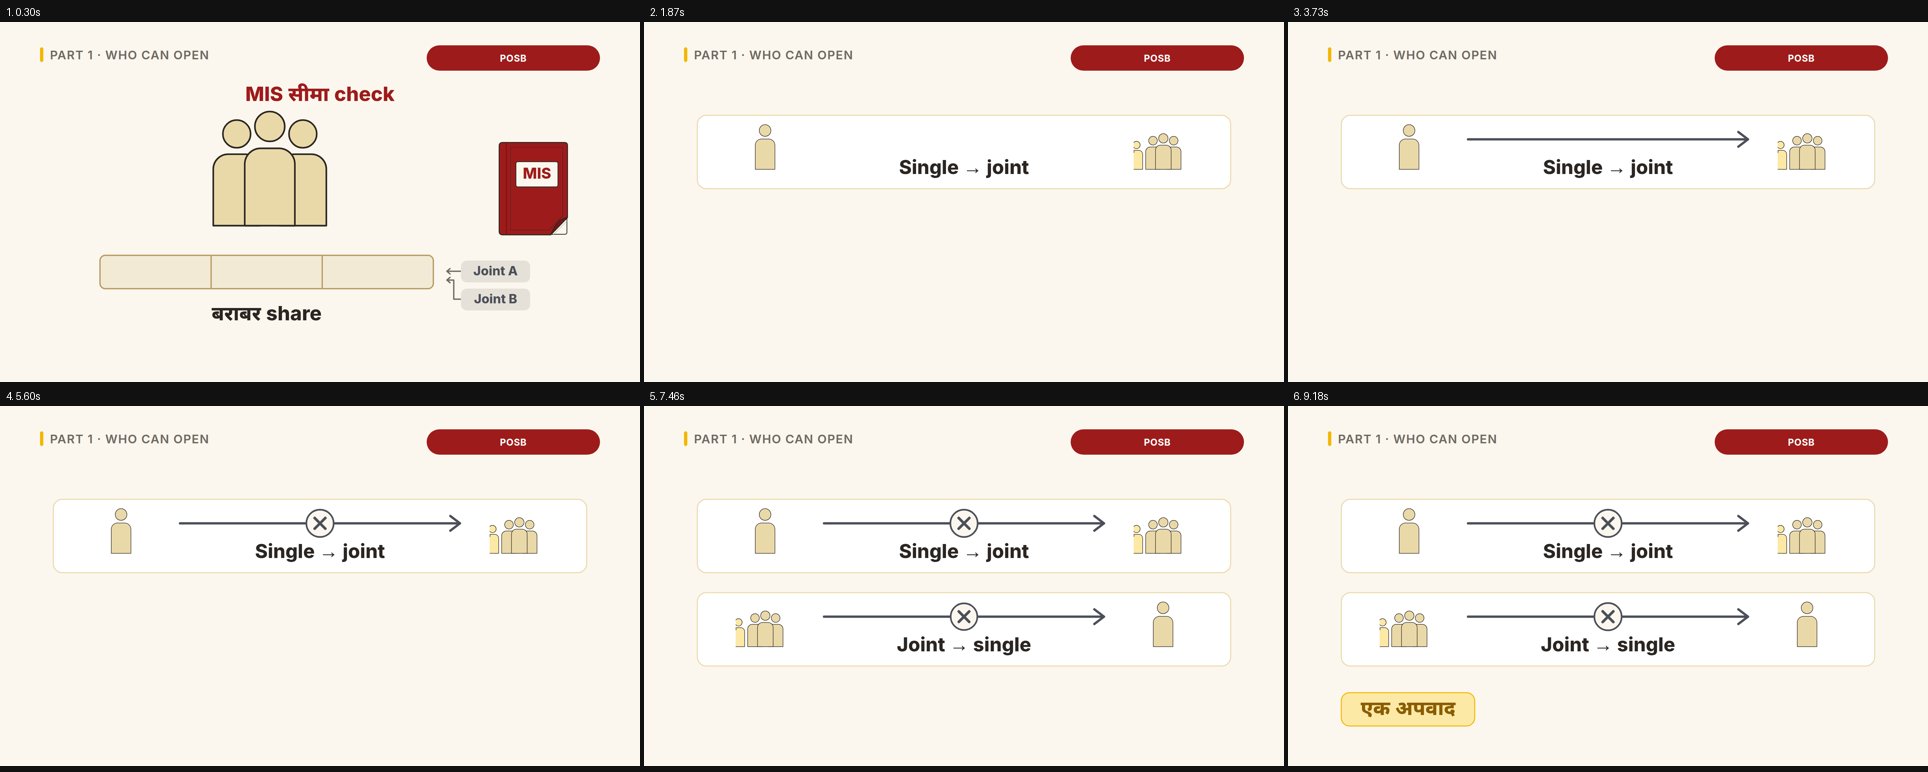 1. 0.30s
PART 1 · WHO CAN OPEN
POSB
MIS सीमा check
MIS
Joint A
Joint B
बराबर share
2. 1.87s
PART 1 · WHO CAN OPEN
POSB
Single → joint
3. 3.73s
PART 1 · WHO CAN OPEN
POSB
Single → joint
4. 5.60s
PART 1 · WHO CAN OPEN
POSB
Single → joint
5. 7.46s
PART 1 · WHO CAN OPEN
POSB
Single → joint
Joint → single
6. 9.18s
PART 1 · WHO CAN OPEN
POSB
Single → joint
Joint → single
एक अपवाद